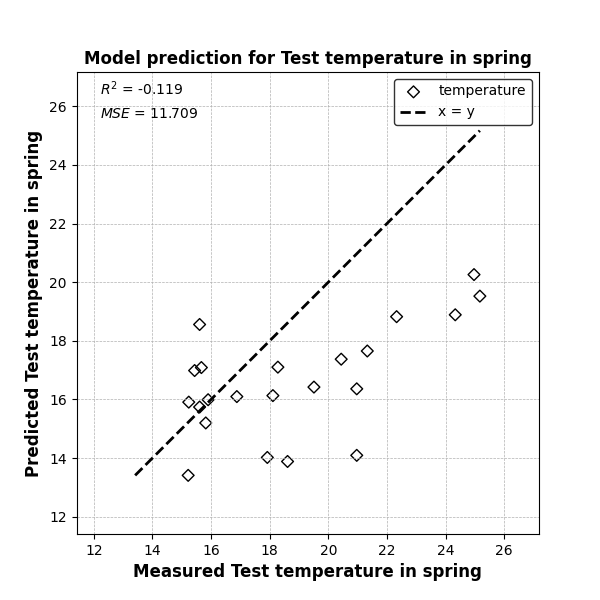 Model prediction for Test temperature in spring
R² = -0.119
MSE = 11.709
temperature
x = y
26
24
22
20
18
16
14
12
Predicted Test temperature in spring
12 14 16 18 20 22 24 26
Measured Test temperature in spring